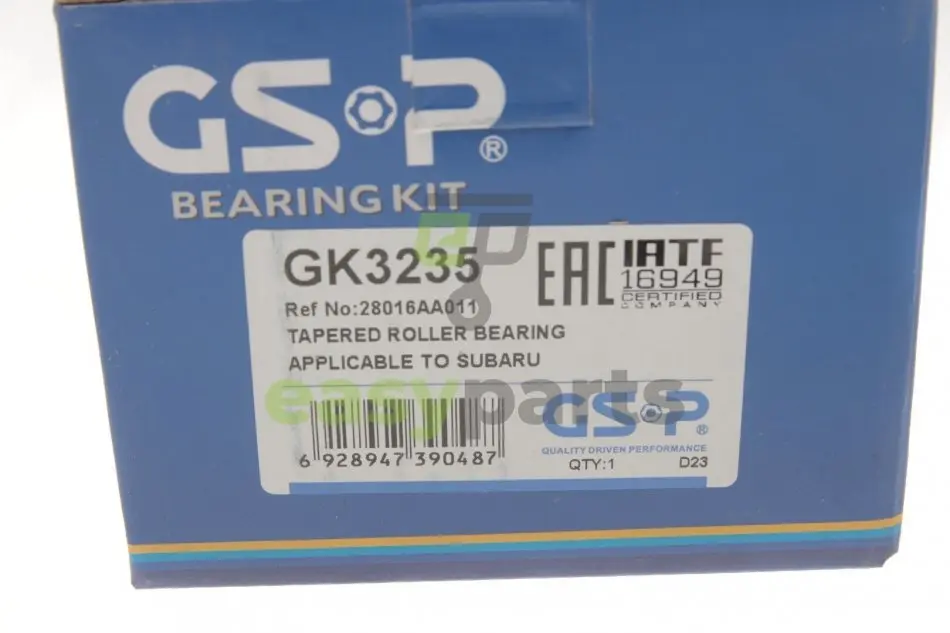 GSP®
BEARING KIT
GK3235
EAC
IATF
16949
CERTIFIED
COMPANY
Ref No:28016AA011
TAPERED ROLLER BEARING
APPLICABLE TO SUBARU
easyparts
6 928947 390487
GSP®
QUALITY DRIVEN PERFORMANCE
QTY:1 D23